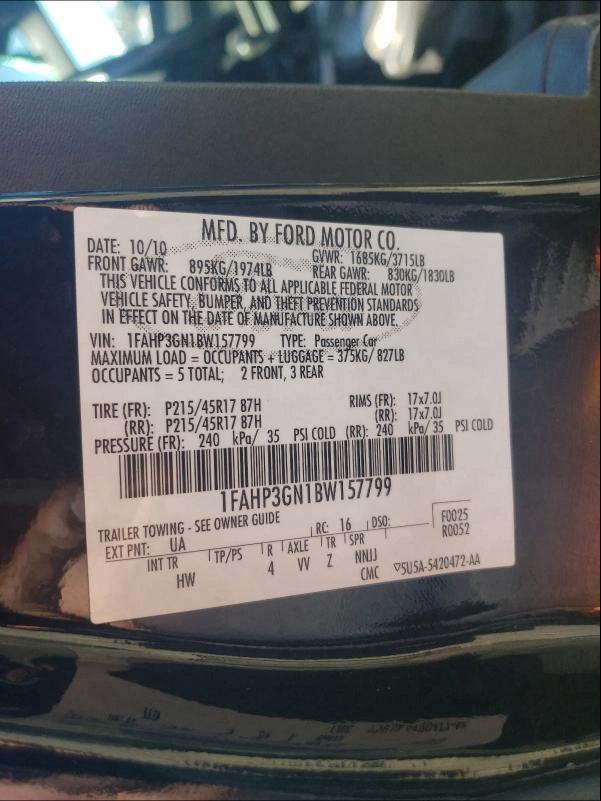 MFD. BY FORD MOTOR CO.
DATE: 10/10 GVWR: 1685KG/3715LB
FRONT GAWR: 895KG/1974LB REAR GAWR: 830KG/1830LB
THIS VEHICLE CONFORMS TO ALL APPLICABLE FEDERAL MOTOR
VEHICLE SAFETY, BUMPER, AND THEFT PREVENTION STANDARDS
IN EFFECT ON THE DATE OF MANUFACTURE SHOWN ABOVE.
VIN: 1FAHP3GN1BW157799 TYPE: Passenger Car
MAXIMUM LOAD = OCCUPANTS + LUGGAGE = 375KG/ 827LB
OCCUPANTS = 5 TOTAL; 2 FRONT, 3 REAR
TIRE (FR): P215/45R17 87H RIMS (FR): 17x7.0J
(RR): P215/45R17 87H (RR): 17x7.0J
PRESSURE (FR): 240 kPa/ 35 PSI COLD (RR): 240 kPa/ 35 PSI COLD
1FAHP3GN1BW157799
TRAILER TOWING - SEE OWNER GUIDE
EXT PNT: UA RC: 16 DSO: F0025
R0052
INT TR TP/PS R AXLE TR SPR
HW 4 VV Z NNJJ
CMC 5U5A-5420472-AA